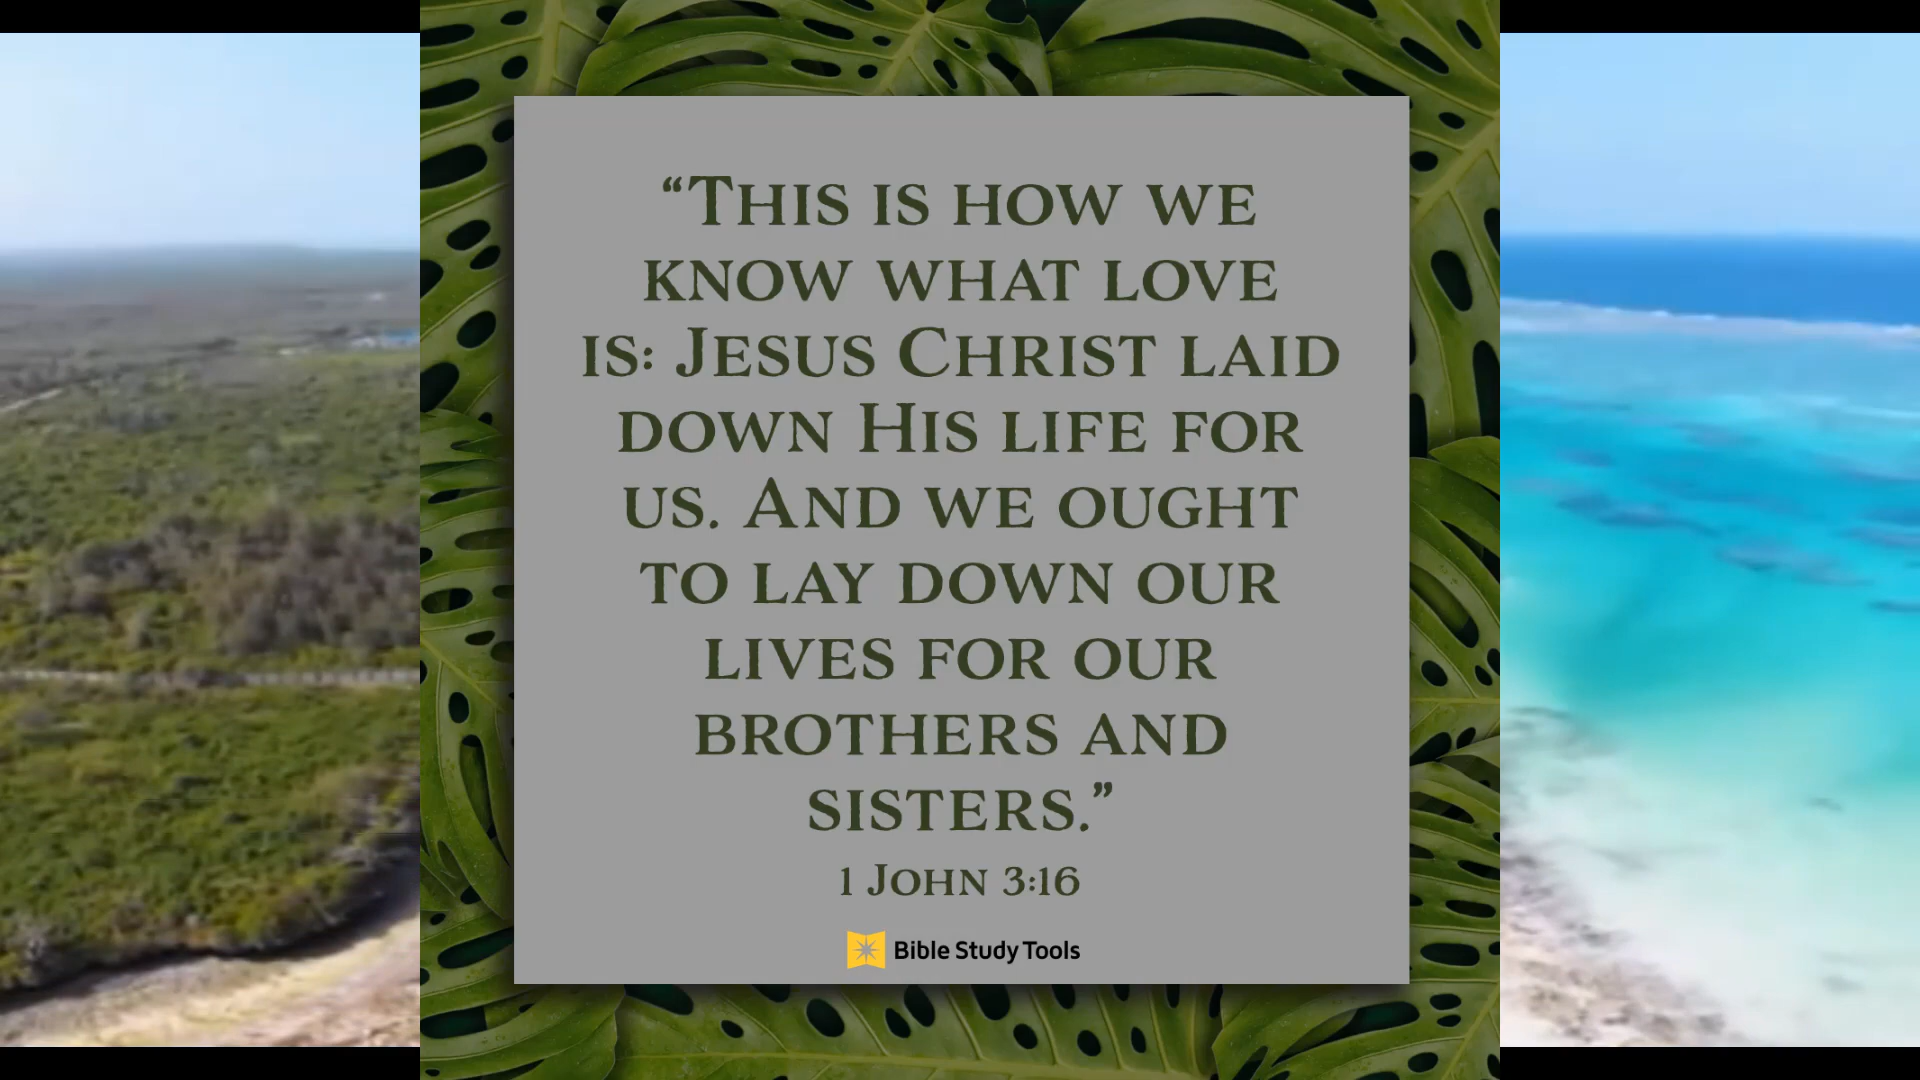 “This is how we
know what love
is: Jesus Christ laid
down His life for
us. And we ought
to lay down our
lives for our
brothers and
sisters.”
1 John 3:16
Bible Study Tools